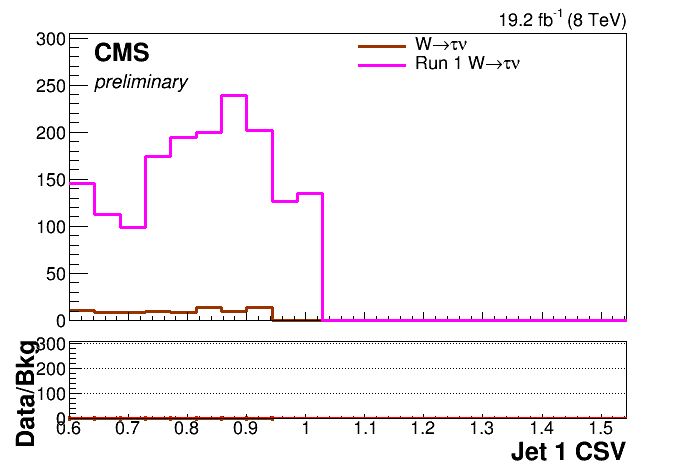 19.2 fb⁻¹ (8 TeV)
CMS
preliminary
W→τν
Run 1 W→τν
300
250
200
150
100
50
0
Data/Bkg
300
200
100
0
0.6 0.7 0.8 0.9 1 1.1 1.2 1.3 1.4 1.5
Jet 1 CSV